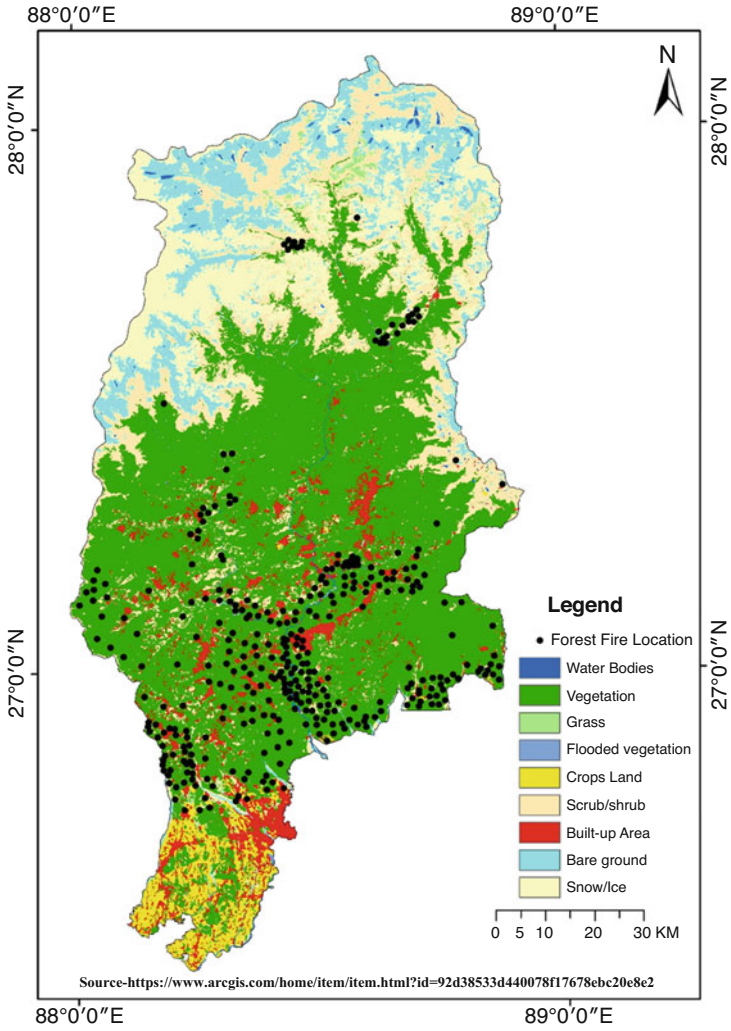 88°0′0″E 89°0′0″E
N
28°0′0″N 28°0′0″N
Legend
Forest Fire Location
Water Bodies
Vegetation
Grass
Flooded vegetation
Crops Land
Scrub/shrub
Built-up Area
Bare ground
Snow/Ice
27°0′0″N 27°0′0″N
0 5 10 20 30 KM
Source-https://www.arcgis.com/home/item/item.html?id=92d38533d440078f17678ebc20e8e2
88°0′0″E 89°0′0″E